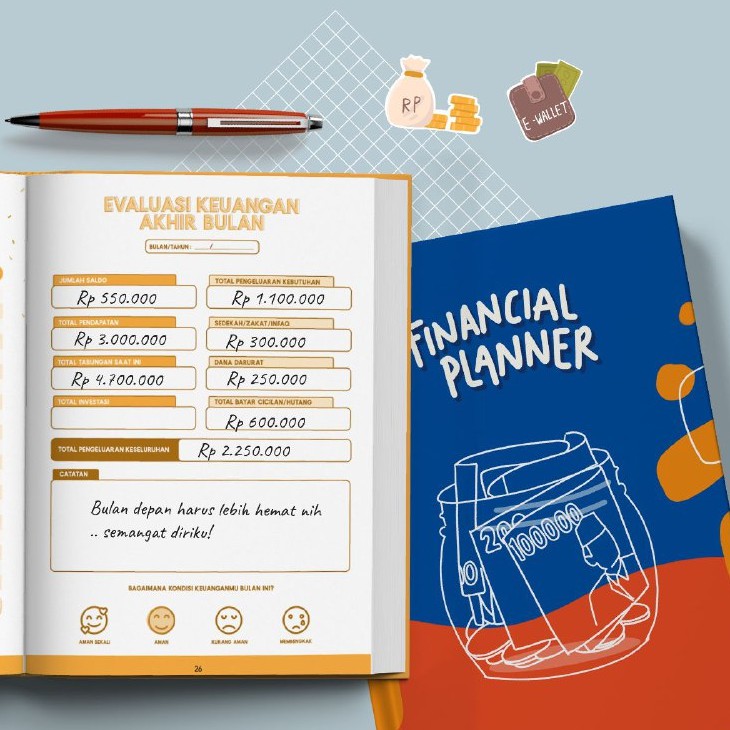 RP
E-WALLET
EVALUASI KEUANGAN
AKHIR BULAN
BULAN/TAHUN : ____/
JUMLAH SALDO
Rp 550.000
TOTAL PENGELUARAN KEBUTUHAN
Rp 1.100.000
TOTAL PENDAPATAN
Rp 3.000.000
SEDEKAH/ZAKAT/INFAQ
Rp 300.000
TOTAL TABUNGAN SAAT INI
Rp 4.700.000
DANA DARURAT
Rp 250.000
TOTAL INVESTASI
TOTAL BAYAR CICILAN/HUTANG
Rp 600.000
TOTAL PENGELUARAN KESELURUHAN
Rp 2.250.000
CATATAN
Bulan depan harus lebih hemat nih
.. semangat diriku!
BAGAIMANA KONDISI KEUANGANMU BULAN INI?
AMAN SEKALI
AMAN
KURANG AMAN
MEMBENGKAK
26
FINANCIAL
PLANNER
100000